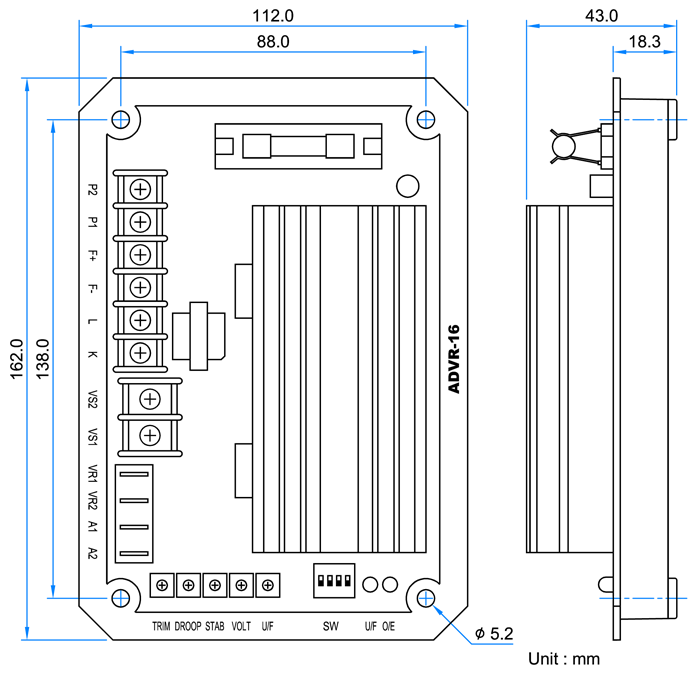 112.0
88.0
43.0
18.3
162.0
138.0
P2
P1
F+
F-
L
K
VS2
VS1
VR1
VR2
A1
A2
ADVR-16
TRIM DROOP STAB VOLT U/F SW U/F O/E
ϕ 5.2
Unit : mm